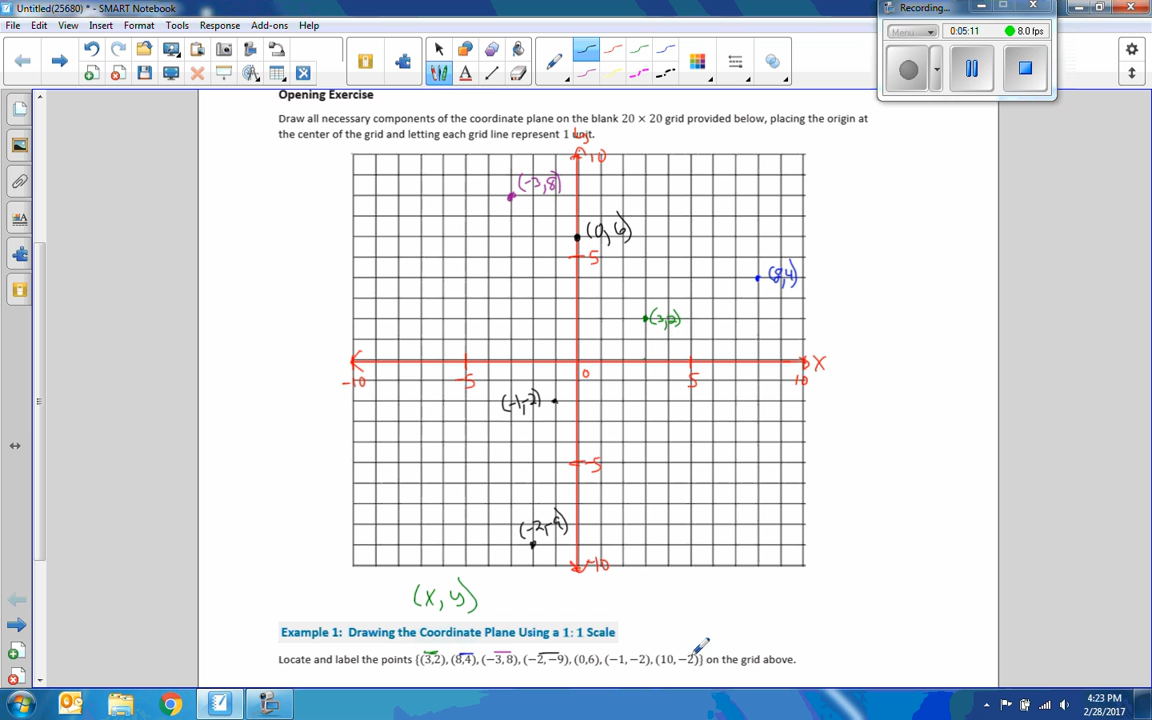 Untitled(25680) * - SMART Notebook
Recording...
File Edit View Insert Format Tools Response Add-ons Help
Menu
0:05:11
8.0 fps
Opening Exercise
Draw all necessary components of the coordinate plane on the blank 20 × 20 grid provided below, placing the origin at
the center of the grid and letting each grid line represent 1 unit.
y
10
(-3,8)
(0,6)
5
(8,4)
(3,2)
X
-10
-5
0
5
10
(-1,-2)
-5
(-2,-9)
-10
(x,y)
Example 1: Drawing the Coordinate Plane Using a 1:1 Scale
Locate and label the points {(3,2), (8,4), (−3,8), (−2,−9), (0,6), (−1,−2), (10,−2)} on the grid above.
4:23 PM
2/28/2017